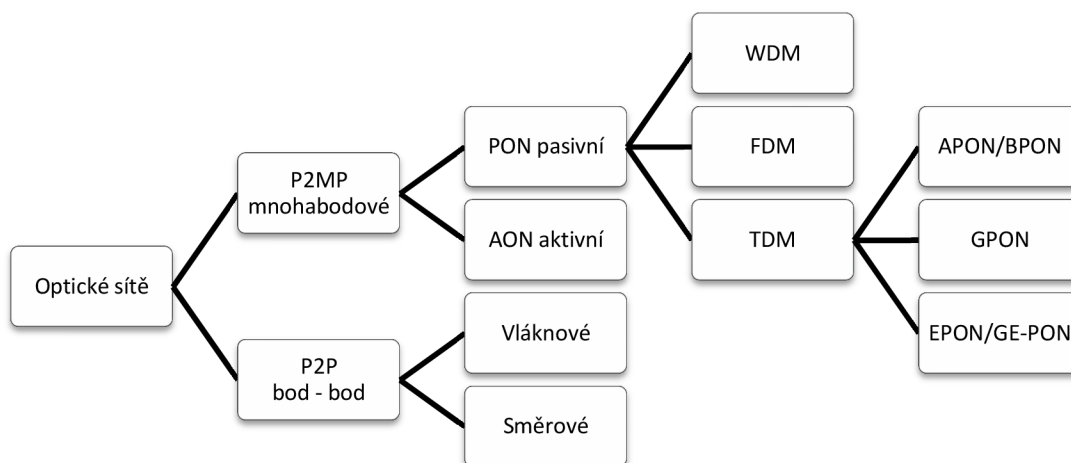 Optické sítě
P2MP
mnohabodové
P2P
bod - bod
PON pasivní
AON aktivní
Vláknové
Směrové
WDM
FDM
TDM
APON/BPON
GPON
EPON/GE-PON